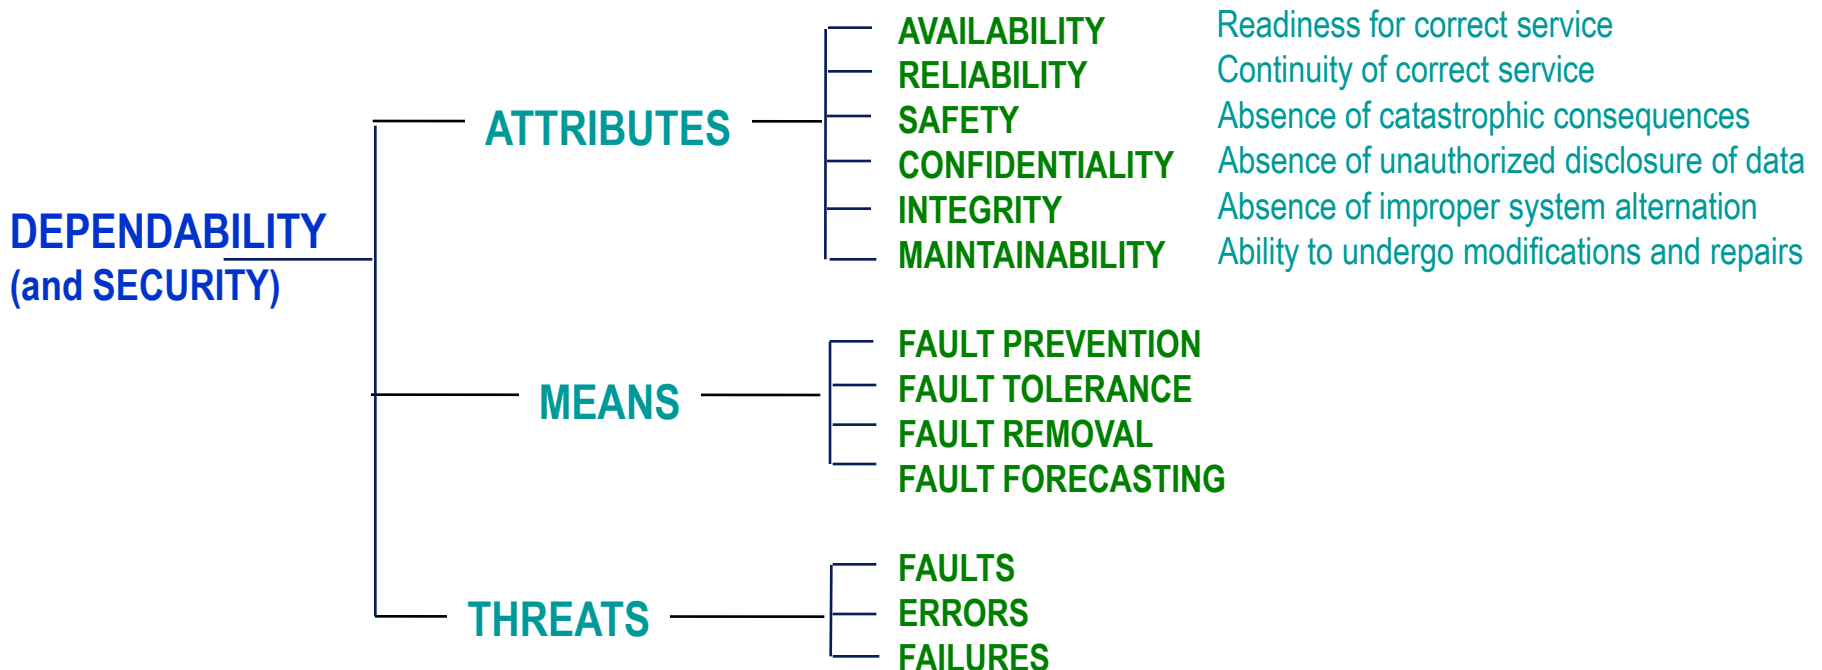 DEPENDABILITY
(and SECURITY)
ATTRIBUTES
AVAILABILITY Readiness for correct service
RELIABILITY Continuity of correct service
SAFETY Absence of catastrophic consequences
CONFIDENTIALITY Absence of unauthorized disclosure of data
INTEGRITY Absence of improper system alternation
MAINTAINABILITY Ability to undergo modifications and repairs
MEANS
FAULT PREVENTION
FAULT TOLERANCE
FAULT REMOVAL
FAULT FORECASTING
THREATS
FAULTS
ERRORS
FAILURES